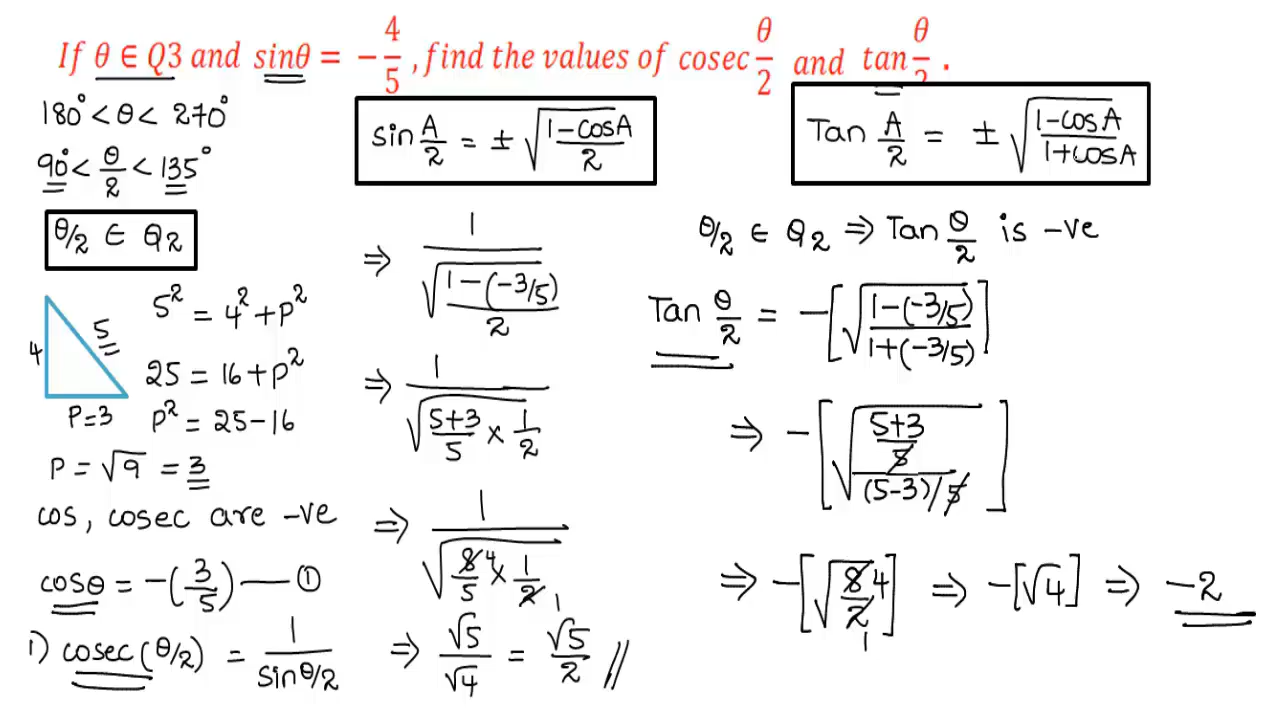 If θ ∈ Q3 and sinθ = −4/5, find the values of cosec θ/2 and tan θ/2.
180° < θ < 270°
90° < θ/2 < 135°
θ/2 ∈ Q2
4
5
P=3
5² = 4² + P²
25 = 16 + P²
P² = 25 − 16
P = √9 = 3
cos, cosec are -ve
cosθ = −(3/5) — ①
1) cosec(θ/2) = 1/sinθ/2
sin A/2 = ± √((1−cosA)/2)
⇒ 1/√((1−(−3/5))/2)
⇒ 1/√((5+3)/5 × 1/2)
⇒ 1/√(8/5 × 1/2) 4 1
⇒ √5/√4 = √5/2 //
Tan A/2 = ± √((1−cosA)/(1+cosA))
θ/2 ∈ Q2 ⇒ Tan θ/2 is -ve
Tan θ/2 = −[√((1−(−3/5))/(1+(−3/5)))]
⇒ −[√(((5+3)/5)/((5−3)/5))]
⇒ −[√(8/2) 4 1] ⇒ −[√4] ⇒ −2